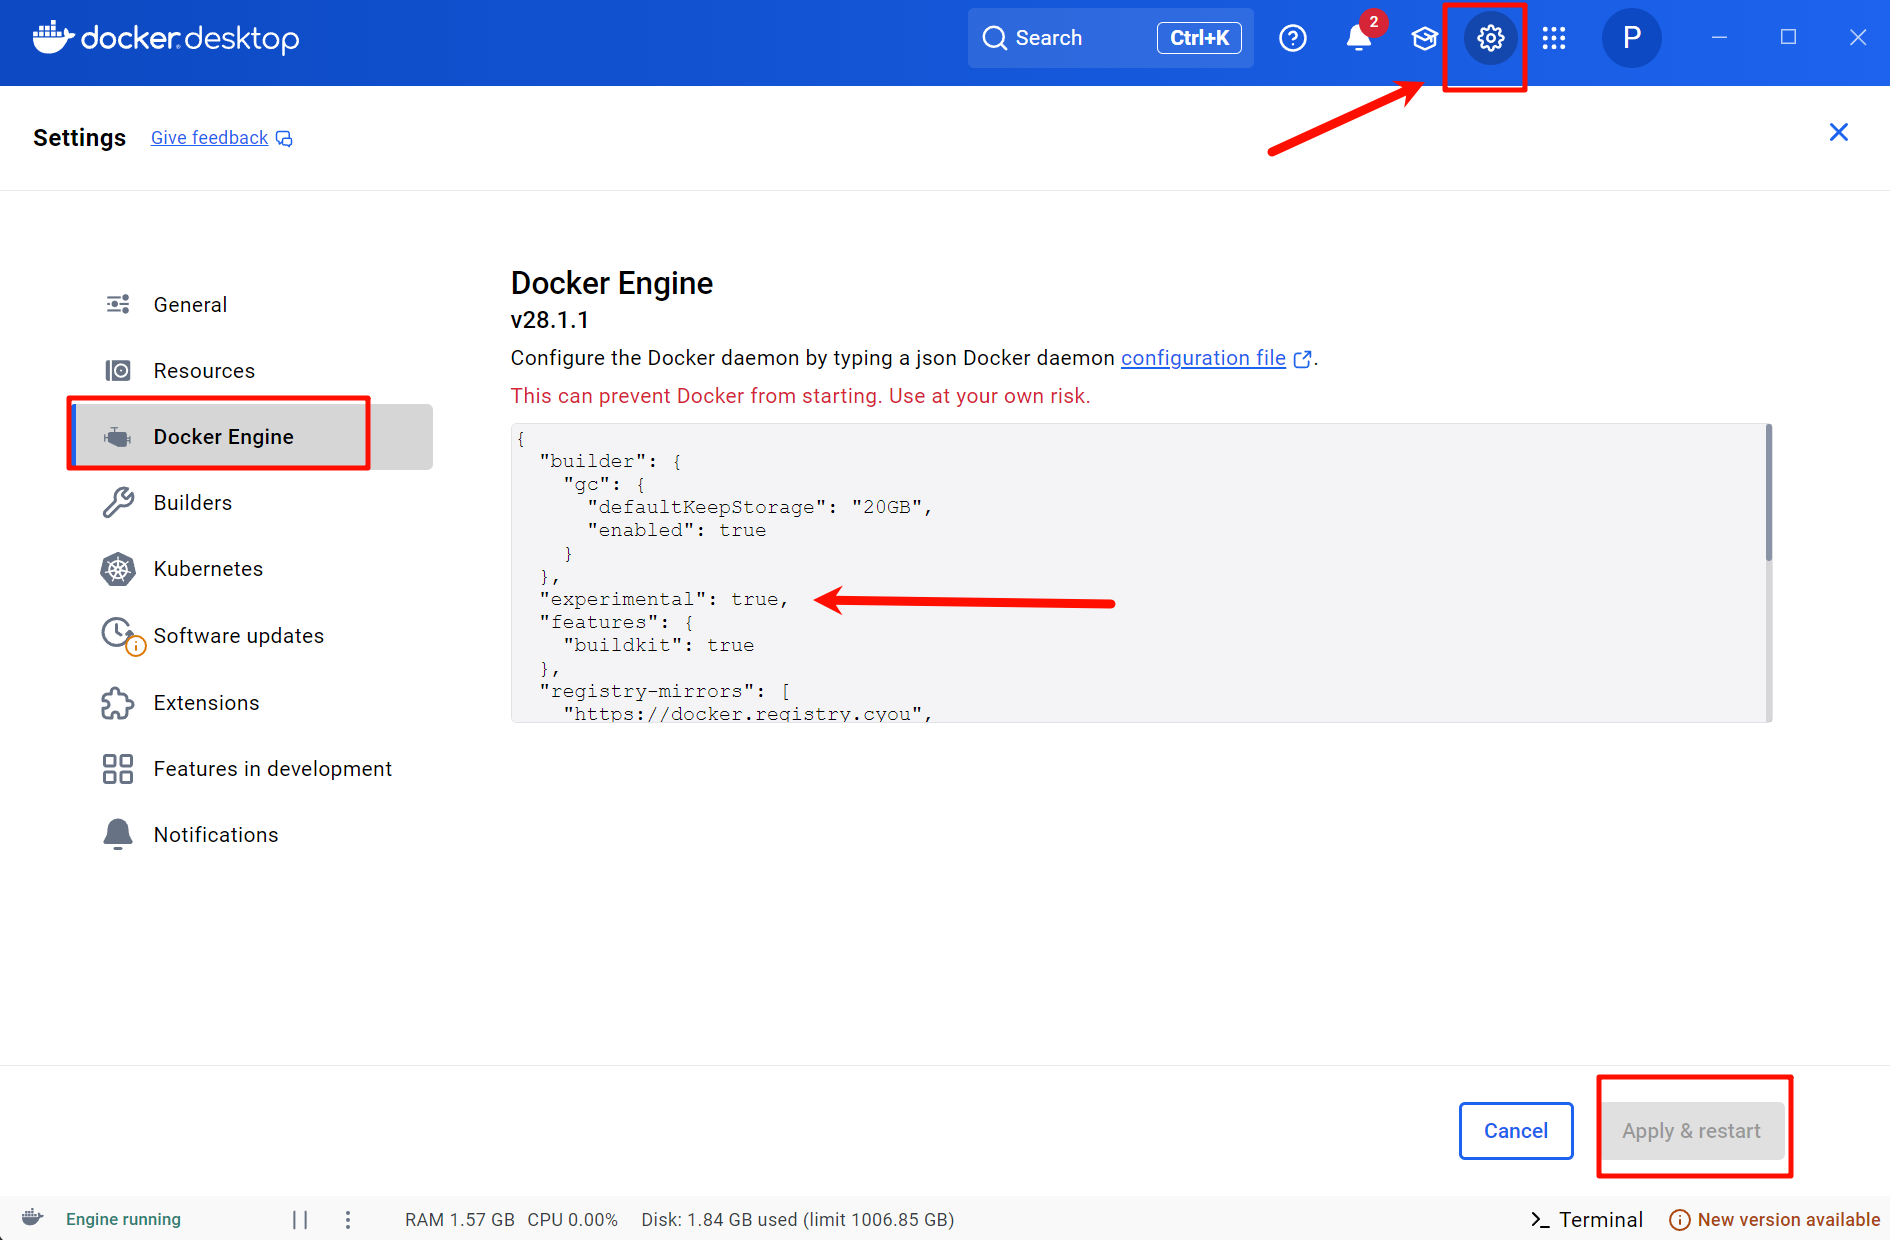 docker desktop
Search
Ctrl+K
2
P
Settings
Give feedback
General
Resources
Docker Engine
Builders
Kubernetes
Software updates
Extensions
Features in development
Notifications
Docker Engine
v28.1.1
Configure the Docker daemon by typing a json Docker daemon configuration file .
This can prevent Docker from starting. Use at your own risk.
{
  "builder": {
    "gc": {
      "defaultKeepStorage": "20GB",
      "enabled": true
    }
  },
  "experimental": true,
  "features": {
    "buildkit": true
  },
  "registry-mirrors": [
    "https://docker.registry.cyou",
Cancel
Apply & restart
Engine running
RAM 1.57 GB CPU 0.00% Disk: 1.84 GB used (limit 1006.85 GB)
>_ Terminal
New version available